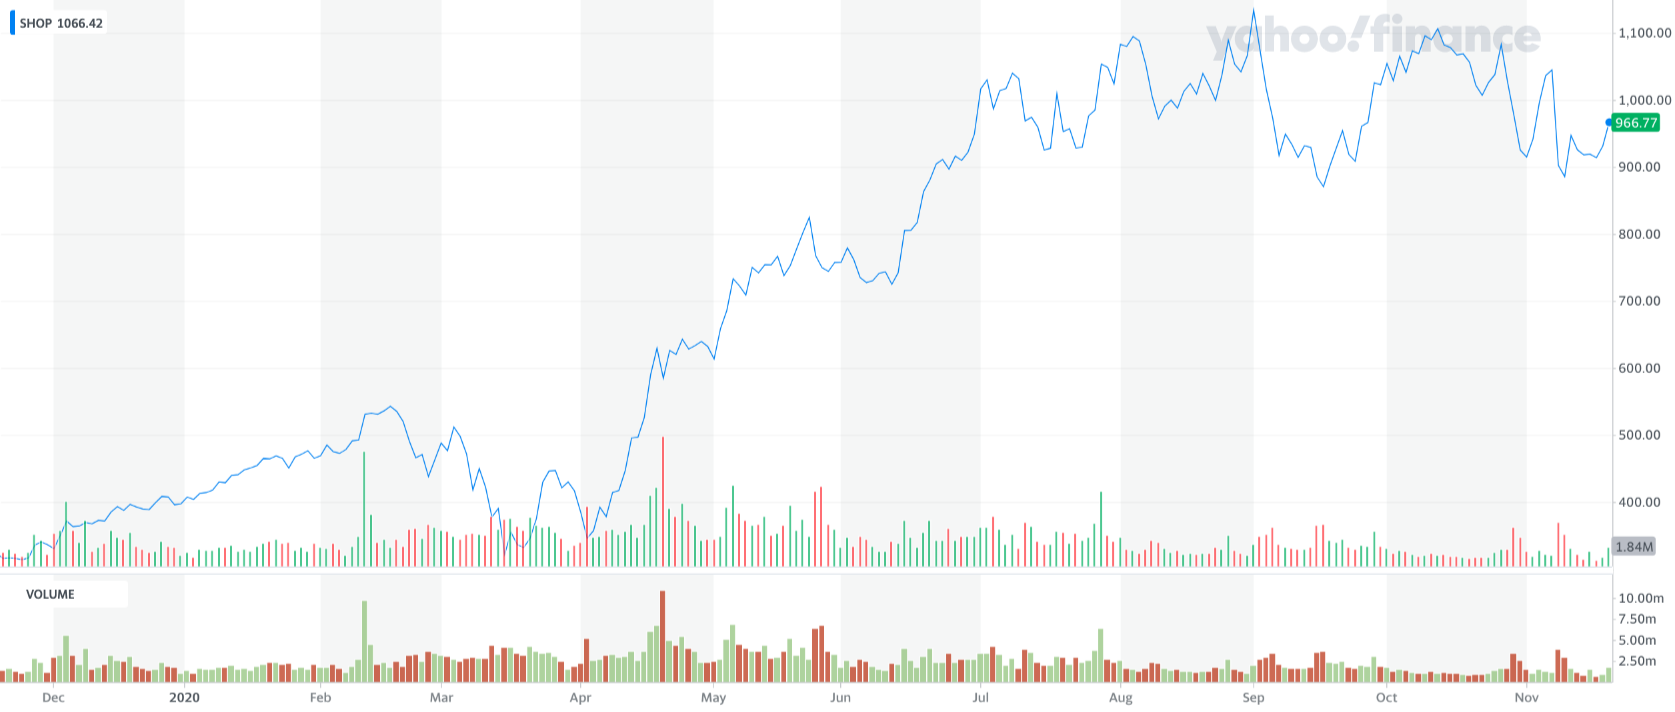 SHOP 1066.42
yahoo!finance
1,100.00
1,000.00
966.77
900.00
800.00
700.00
600.00
500.00
400.00
1.84M
VOLUME
10.00m
7.50m
5.00m
2.50m
Dec 2020 Feb Mar Apr May Jun Jul Aug Sep Oct Nov